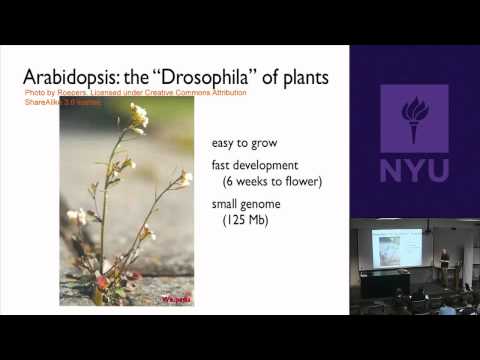 Arabidopsis: the “Drosophila” of plants
Photo by Roepers. Licensed under Creative Commons Attribution
ShareAlike 3.0 license.
easy to grow
fast development
(6 weeks to flower)
small genome
(125 Mb)
Wikipedia
NYU